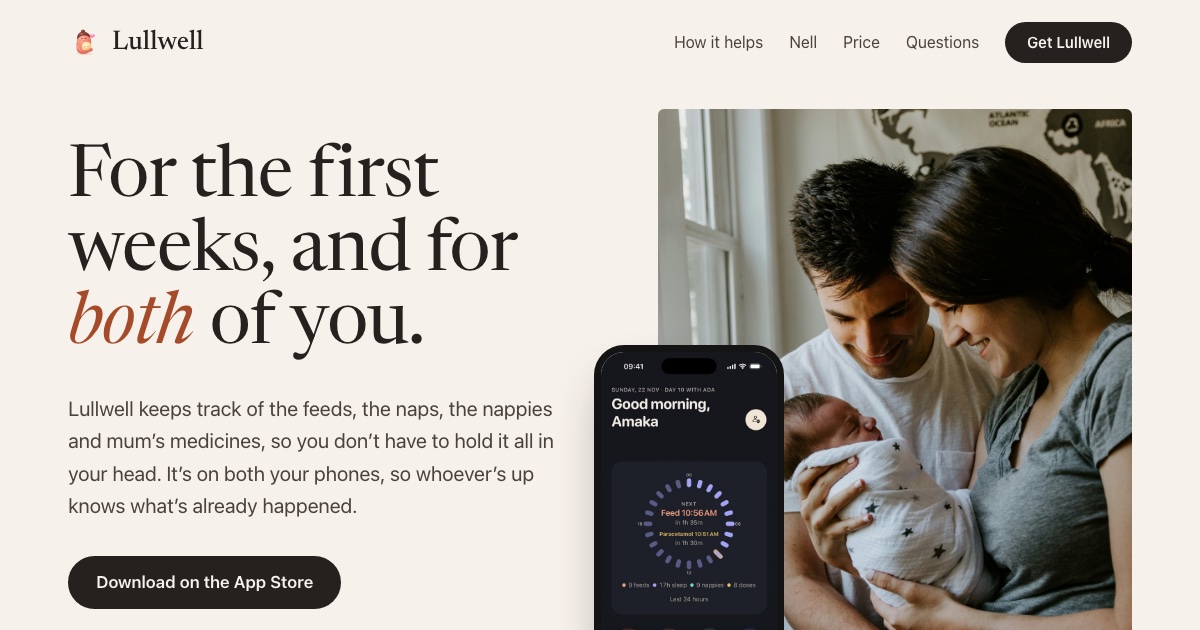 Lullwell
How it helps
Nell
Price
Questions
Get Lullwell
For the first
weeks, and for
both of you.
Lullwell keeps track of the feeds, the naps, the nappies
and mum’s medicines, so you don’t have to hold it all in
your head. It’s on both your phones, so whoever’s up
knows what’s already happened.
Download on the App Store
ATLANTIC
OCEAN
AFRICA
09:41
SUNDAY, 22 NOV · DAY 10 WITH ADA
Good morning,
Amaka
00
NEXT
Feed 10:56AM
in 1h 35m
18
06
Paracetamol 10:51AM
in 1h 30m
12
9 feeds
17h sleep
9 nappies
8 doses
Last 24 hours